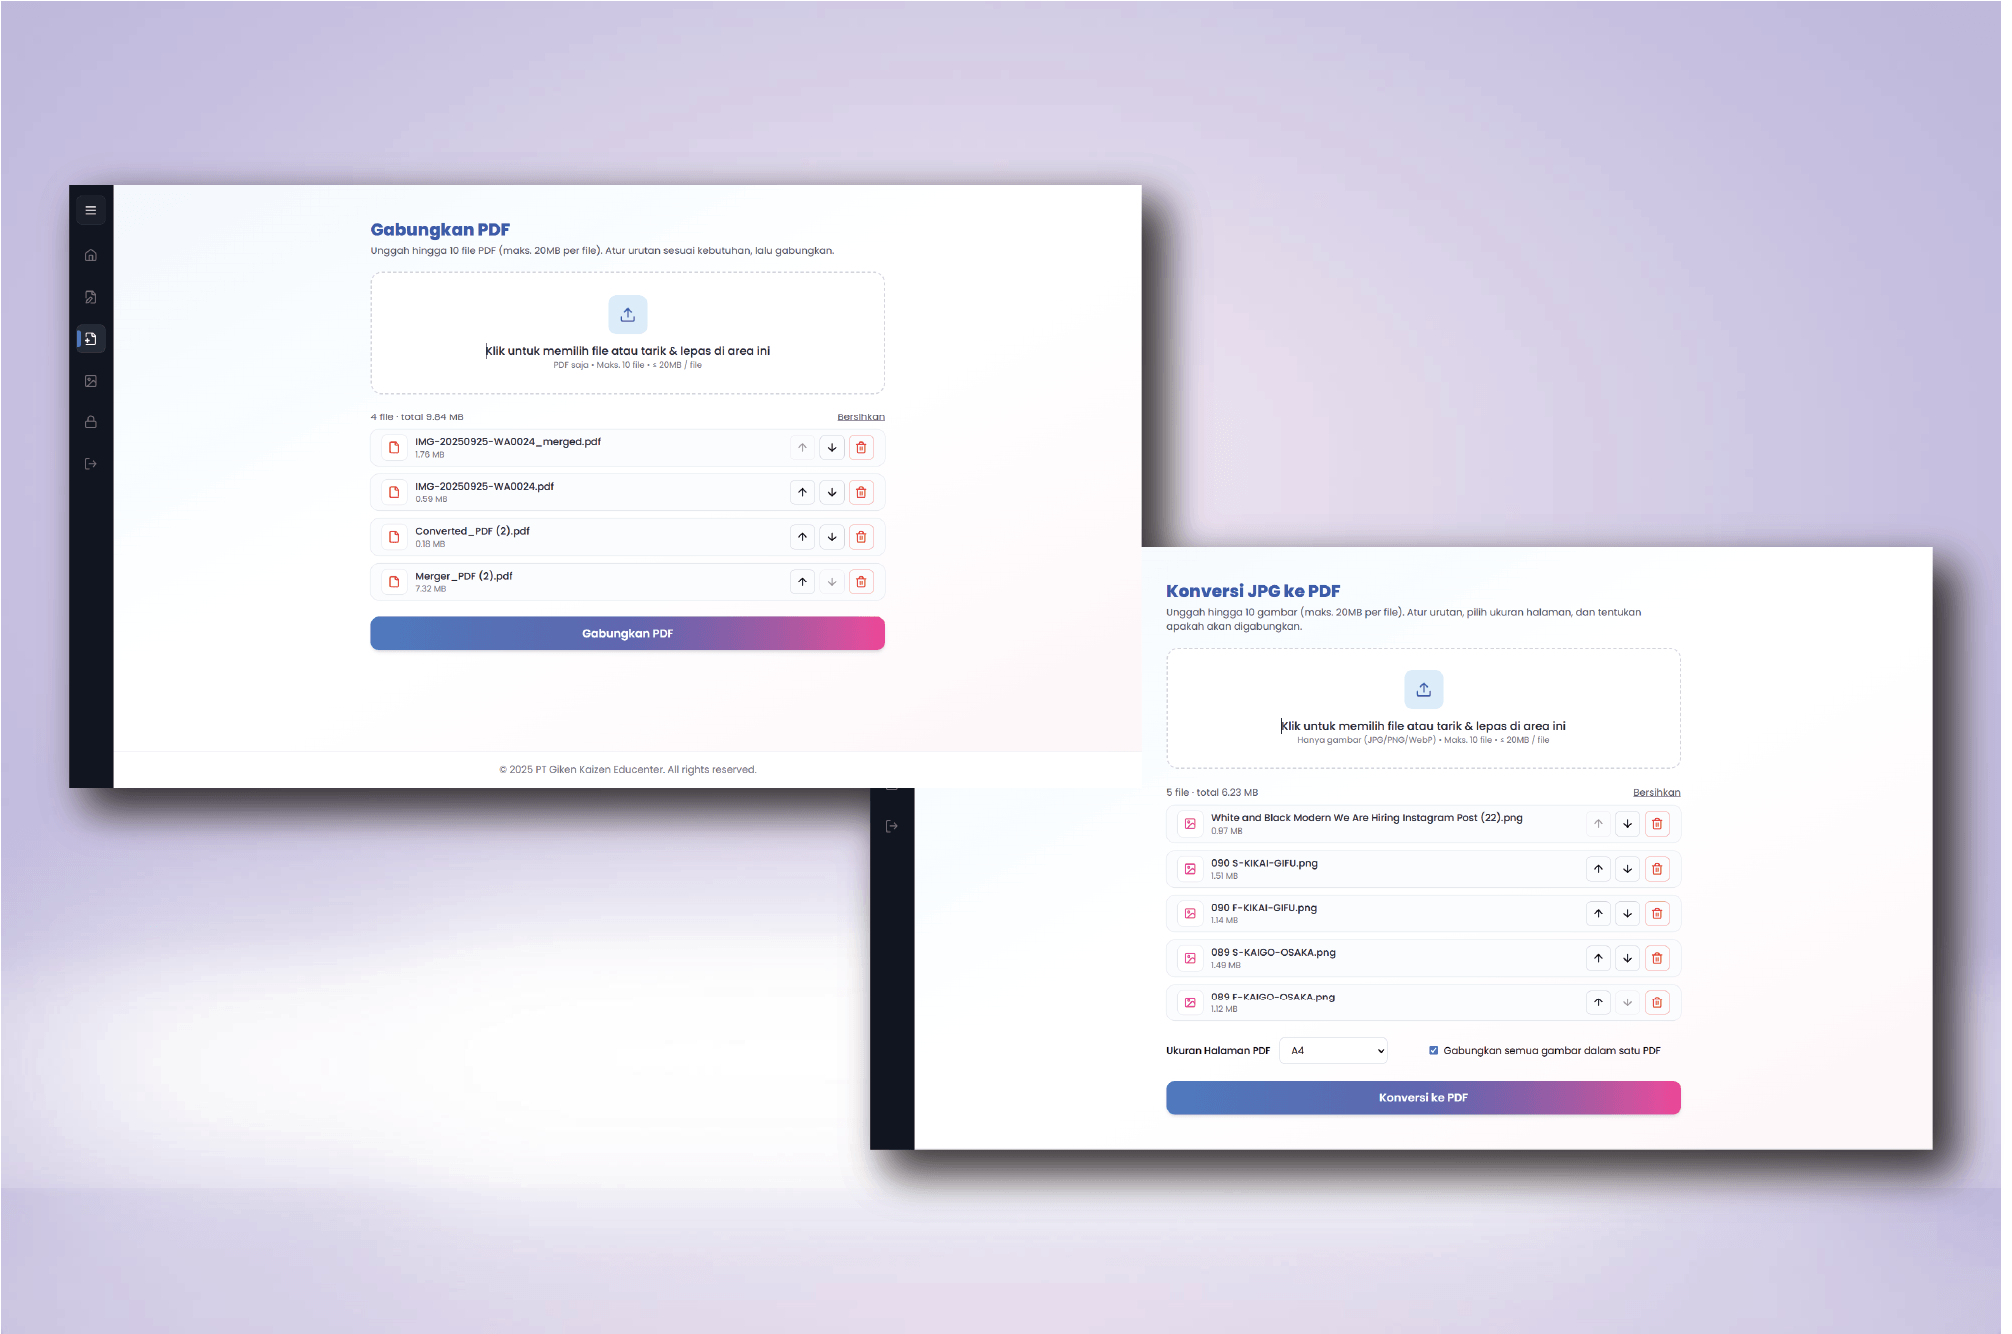 Gabungkan PDF
Unggah hingga 10 file PDF (maks. 20MB per file). Atur urutan sesuai kebutuhan, lalu gabungkan.
Klik untuk memilih file atau tarik & lepas di area ini
PDF saja • Maks. 10 file • ≤ 20MB / file
4 file · total 9.84 MB
Bersihkan
IMG-20250925-WA0024_merged.pdf
1.76 MB
IMG-20250925-WA0024.pdf
0.59 MB
Converted_PDF (2).pdf
0.18 MB
Merger_PDF (2).pdf
7.32 MB
Gabungkan PDF
© 2025 PT Giken Kaizen Educenter. All rights reserved.
Konversi JPG ke PDF
Unggah hingga 10 gambar (maks. 20MB per file). Atur urutan, pilih ukuran halaman, dan tentukan
apakah akan digabungkan.
Klik untuk memilih file atau tarik & lepas di area ini
Hanya gambar (JPG/PNG/WebP) • Maks. 10 file • ≤ 20MB / file
5 file · total 6.23 MB
Bersihkan
White and Black Modern We Are Hiring Instagram Post (22).png
0.97 MB
090 S-KIKAI-GIFU.png
1.51 MB
090 F-KIKAI-GIFU.png
1.14 MB
089 S-KAIGO-OSAKA.png
1.49 MB
089 F-KAIGO-OSAKA.png
1.12 MB
Ukuran Halaman PDF
A4
Gabungkan semua gambar dalam satu PDF
Konversi ke PDF